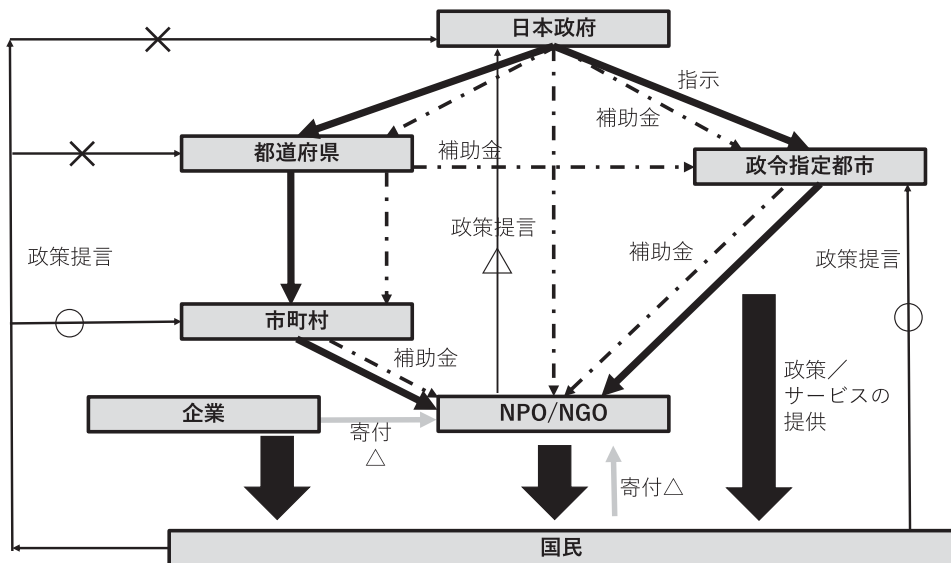 日本政府
指示
補助金
都道府県
補助金
政令指定都市
政策提言
政策提言
△
補助金
政策提言
市町村
補助金
政策／
サービスの
提供
企業
NPO/NGO
寄付
△
寄付△
国民